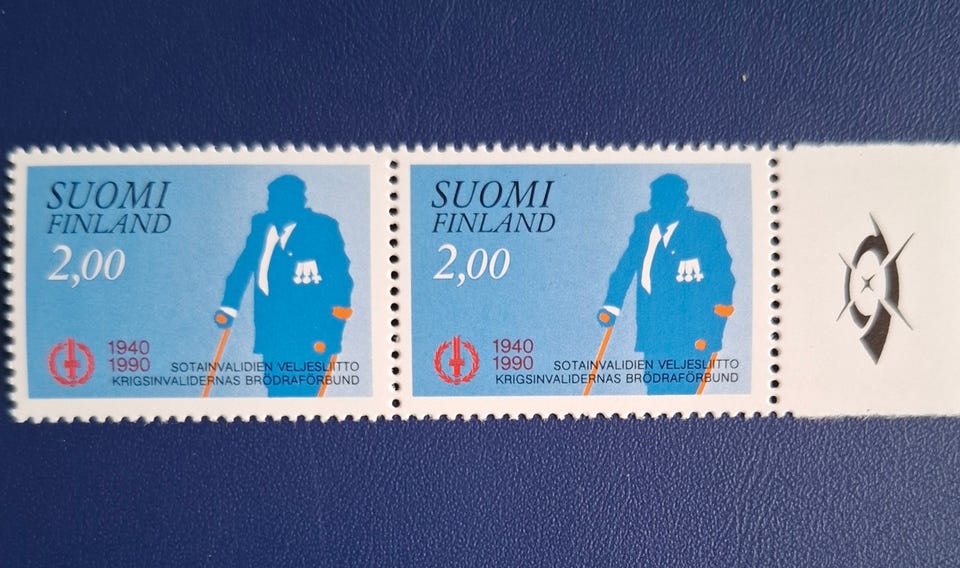 SUOMI
FINLAND
2,00
1940
1990
SOTAINVALIDIEN VELJESLIITTO
KRIGSINVALIDERNAS BRÖDRAFÖRBUND
SUOMI
FINLAND
2,00
1940
1990
SOTAINVALIDIEN VELJESLIITTO
KRIGSINVALIDERNAS BRÖDRAFÖRBUND